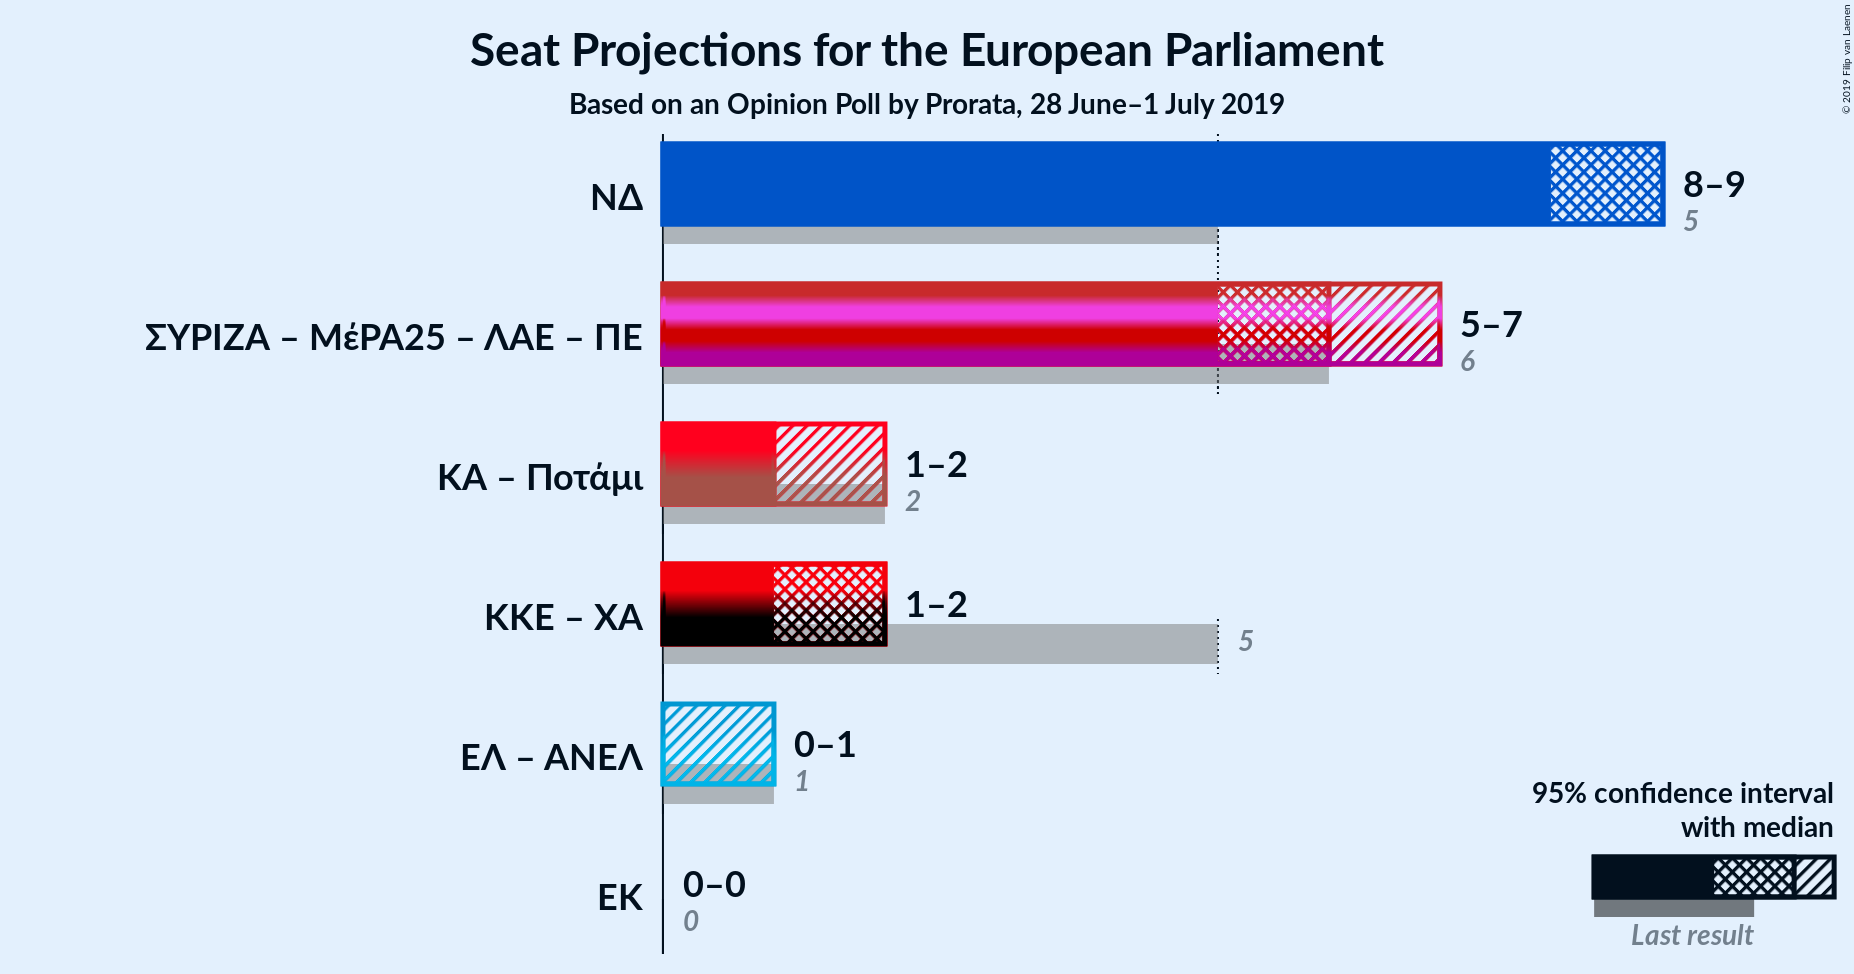 Seat Projections for the European Parliament
Based on an Opinion Poll by Prorata, 28 June–1 July 2019
© 2019 Filip van Laenen
ΝΔ
8–9
5
ΣΥΡΙΖΑ – ΜέΡΑ25 – ΛΑΕ – ΠΕ
5–7
6
ΚΑ – Ποτάμι
1–2
2
ΚΚΕ – ΧΑ
1–2
5
ΕΛ – ΑΝΕΛ
0–1
1
ΕΚ
0–0
0
95% confidence interval
with median
Last result